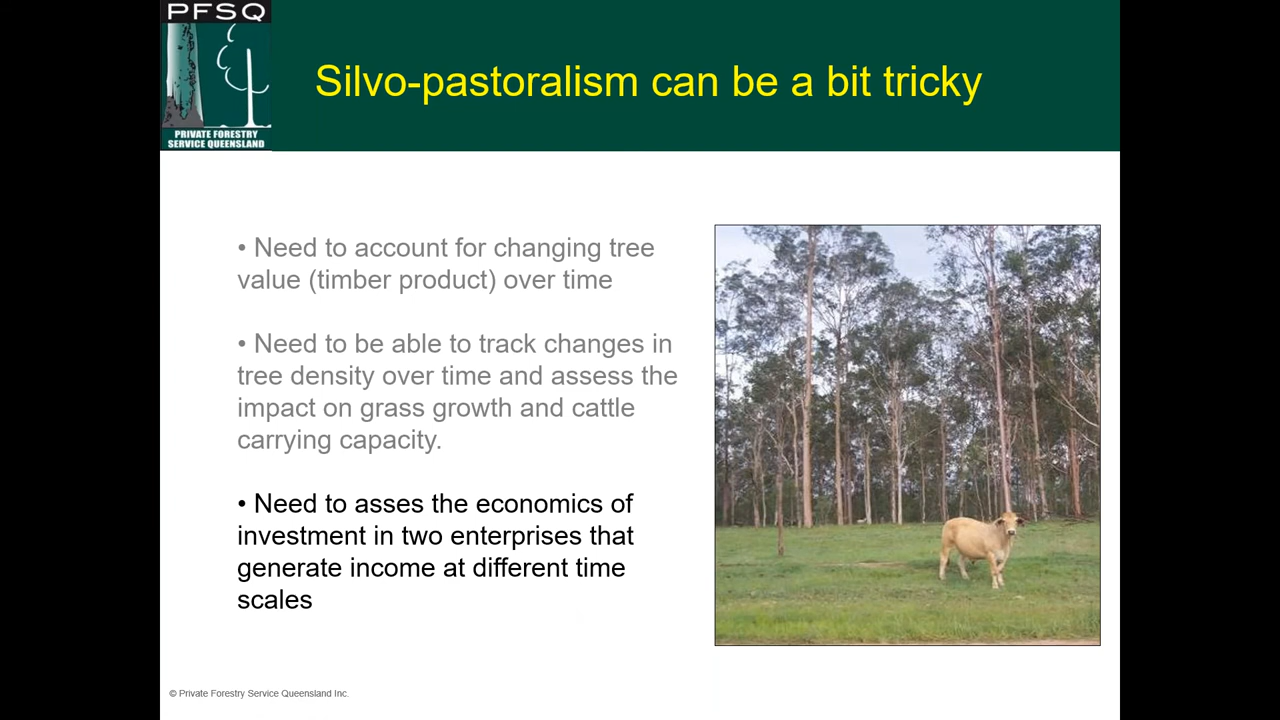 PFSQ
PRIVATE FORESTRY
SERVICE QUEENSLAND
Silvo-pastoralism can be a bit tricky
• Need to account for changing tree
value (timber product) over time
• Need to be able to track changes in
tree density over time and assess the
impact on grass growth and cattle
carrying capacity.
• Need to asses the economics of
investment in two enterprises that
generate income at different time
scales
© Private Forestry Service Queensland Inc.